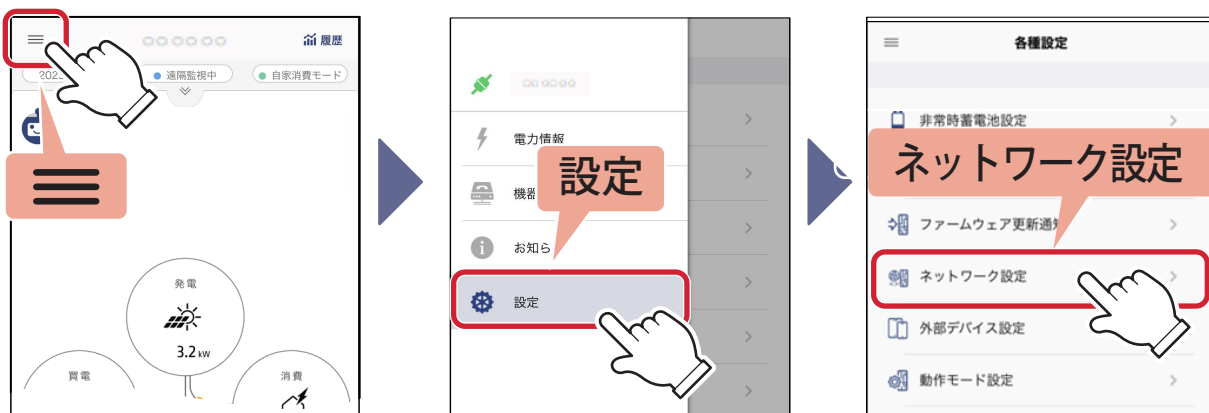 履歴
遠隔監視中
自家消費モード
発電
3.2 kW
買電
消費
電力情報
設定
機器
お知ら
設定
各種設定
非常時蓄電池設定
ネットワーク設定
ファームウェア更新通知
ネットワーク設定
外部デバイス設定
動作モード設定